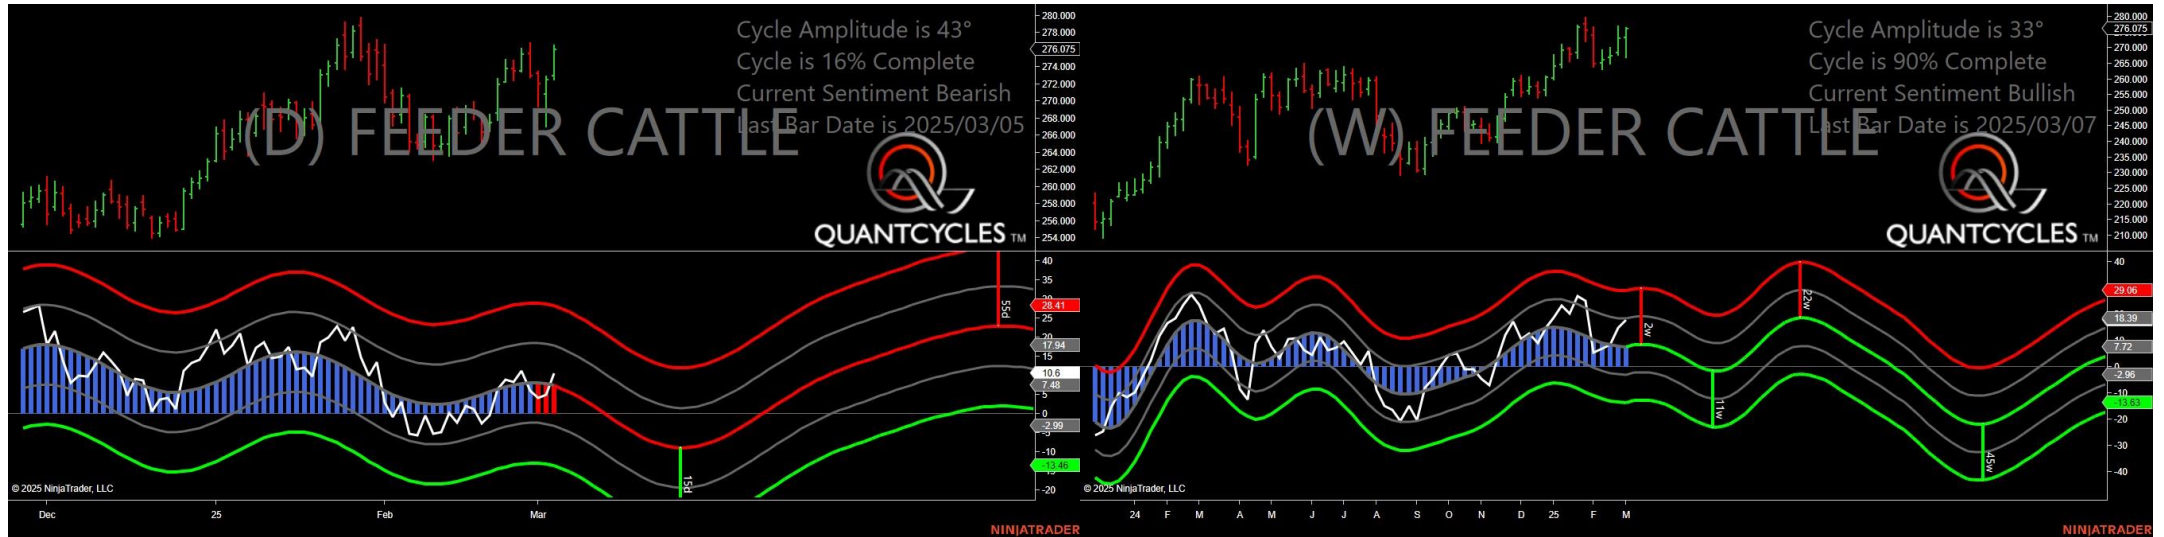 Cycle Amplitude is 43°
Cycle is 16% Complete
Current Sentiment Bearish
Last Bar Date is 2025/03/05
(D) FEEDER CATTLE
QUANTCYCLES TM
280.000
278.000
276.075
274.000
272.000
270.000
268.000
266.000
264.000
262.000
260.000
258.000
256.000
254.000
40
35
28.41
25
17.94
15
10.6
7.48
5
0
-2.99
-10
-13.46
-20
55d
15d
© 2025 NinjaTrader, LLC
Dec
25
Feb
Mar
NINJATRADER
Cycle Amplitude is 33°
Cycle is 90% Complete
Current Sentiment Bullish
Last Bar Date is 2025/03/07
(W) FEEDER CATTLE
QUANTCYCLES TM
280.000
276.075
270.000
265.000
260.000
255.000
250.000
245.000
240.000
235.000
230.000
225.000
220.000
215.000
210.000
40
29.06
18.39
7.72
0
-2.96
-10
-13.63
-20
-30
-40
2w
11w
22w
45w
© 2025 NinjaTrader, LLC
24 F M A M J J A S O N D 25 F M
NINJATRADER